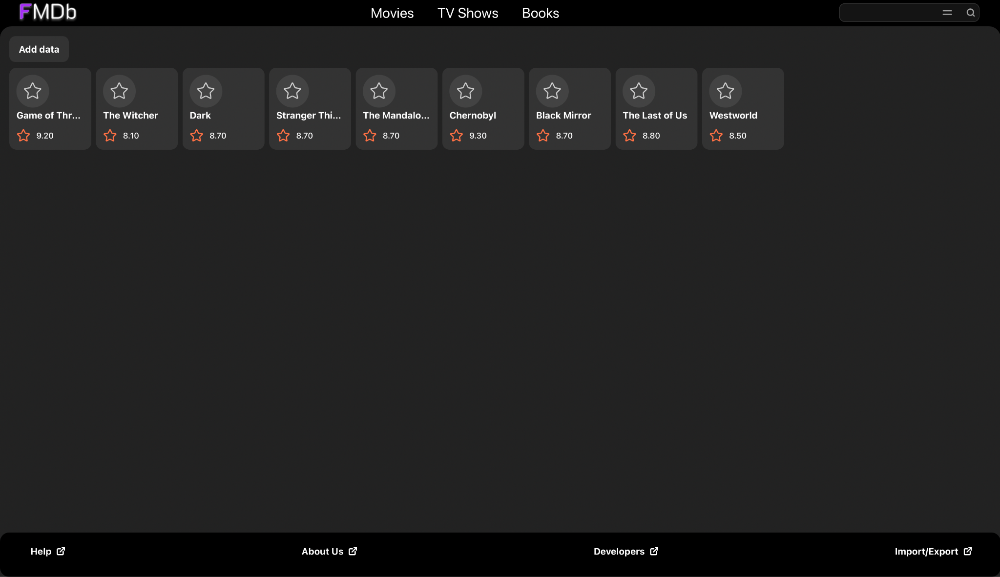 FMDb
Movies TV Shows Books
Add data
Game of Thr... The Witcher Dark Stranger Thi... The Mandalo... Chernobyl Black Mirror The Last of Us Westworld
9.20 8.10 8.70 8.70 8.70 9.30 8.70 8.80 8.50
Help About Us Developers Import/Export